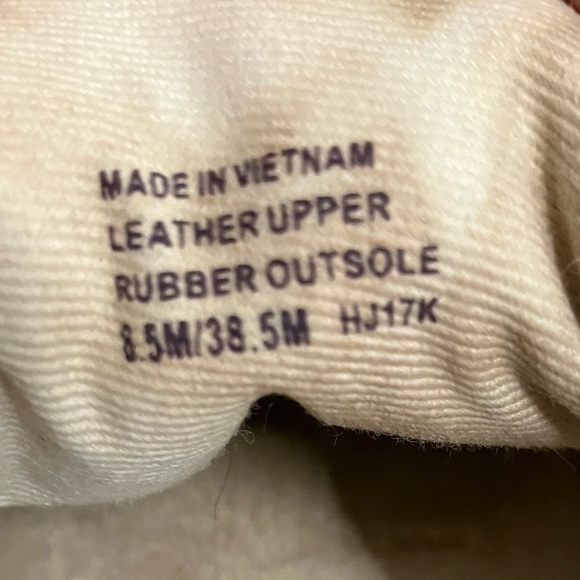 MADE IN VIETNAM
LEATHER UPPER
RUBBER OUTSOLE
8.5M/38.5M HJ17K